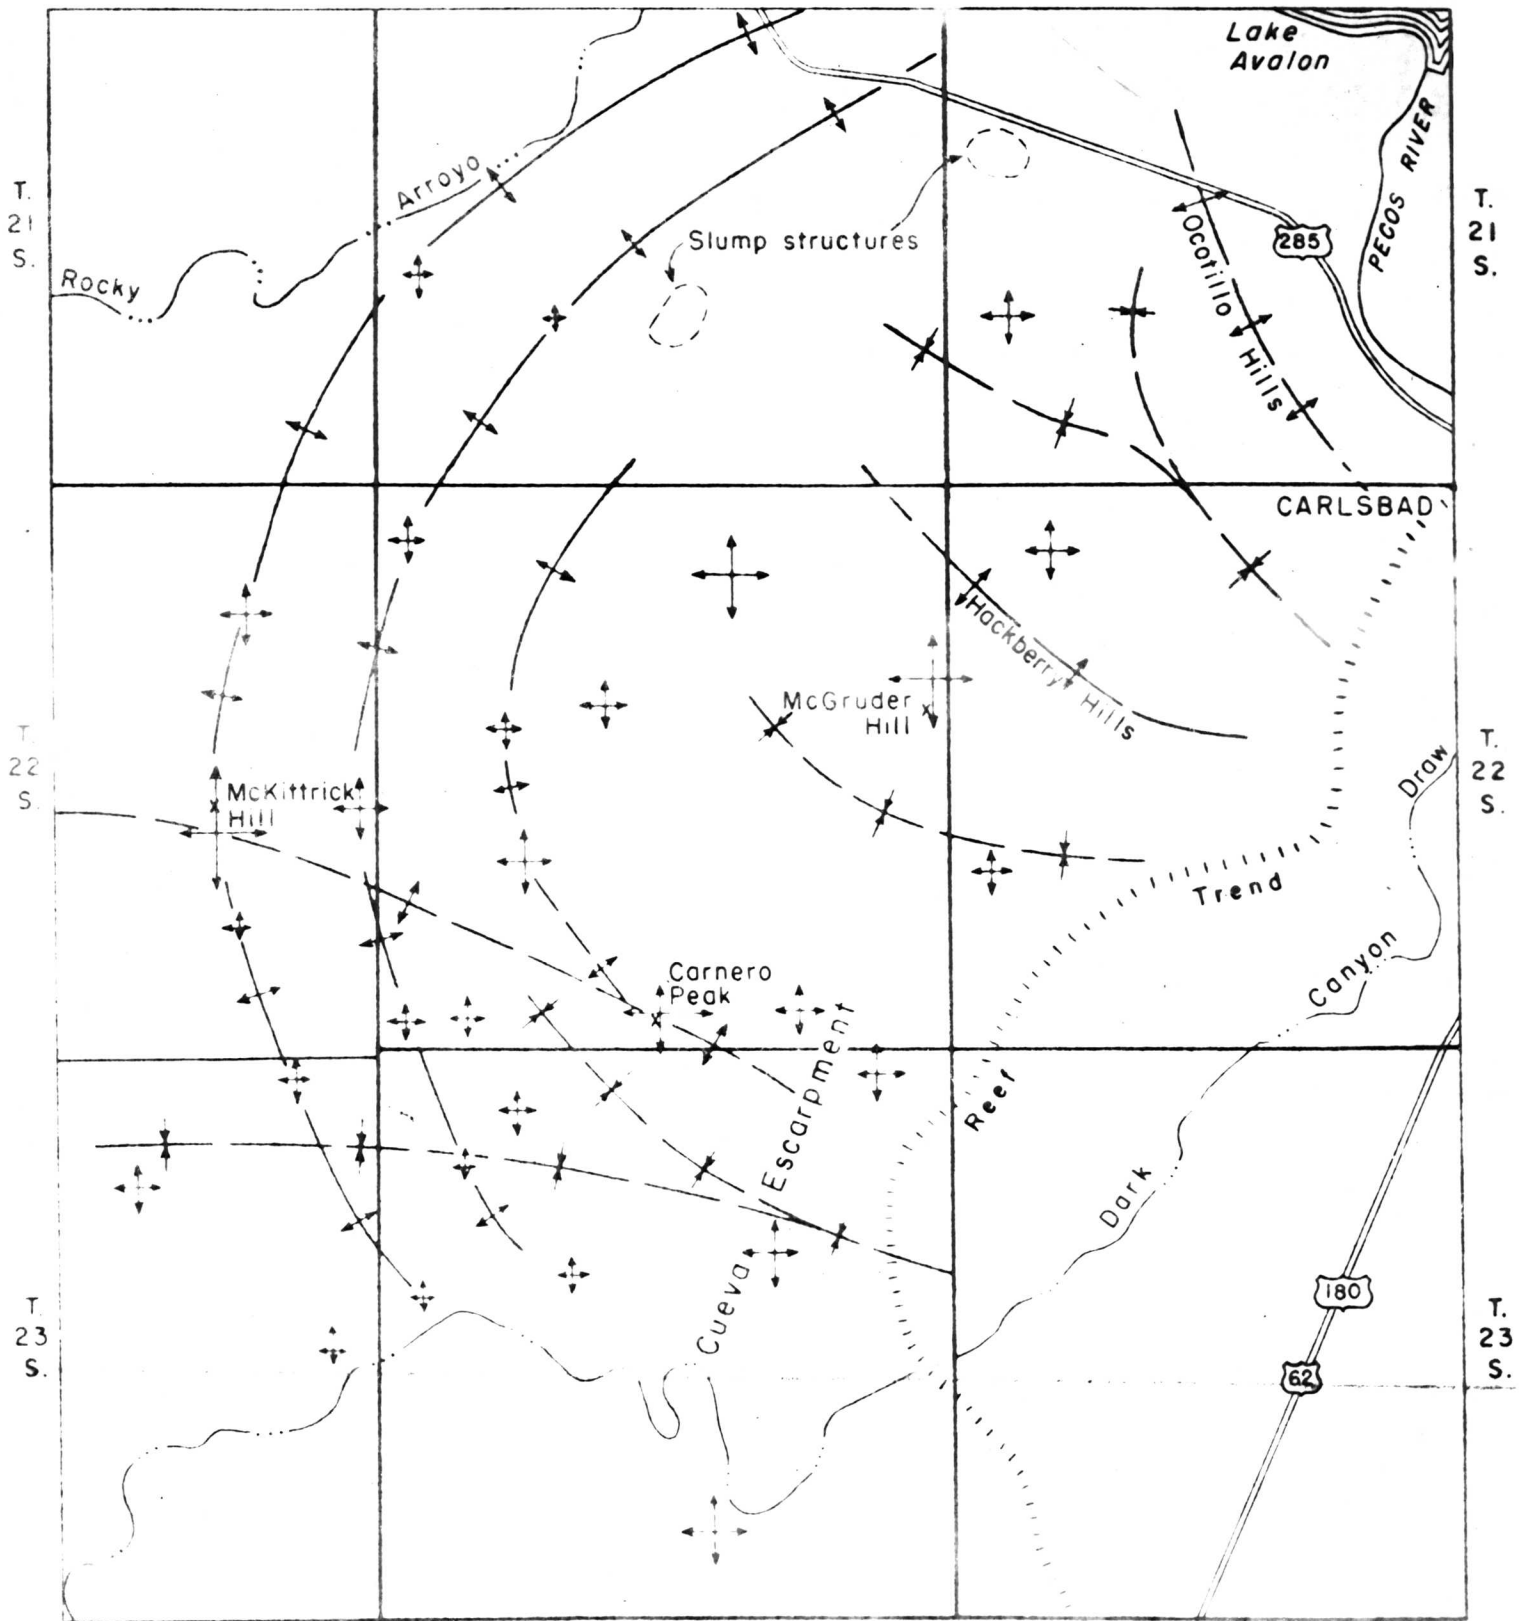 Lake
Avalon
PECOS RIVER
Arroyo
Rocky
T.
21
S.
T.
21
S.
Slump structures
285
Ocotillo
Hills
CARLSBAD
Hackberry
Hills
McGruder
Hill
McKittrick
Hill
T.
22
S.
T.
22
S.
Draw
Trend
Canyon
Carnero
Peak
Reef
Escarpment
Dark
Cueva
180
62
T.
23
S.
T.
23
S.